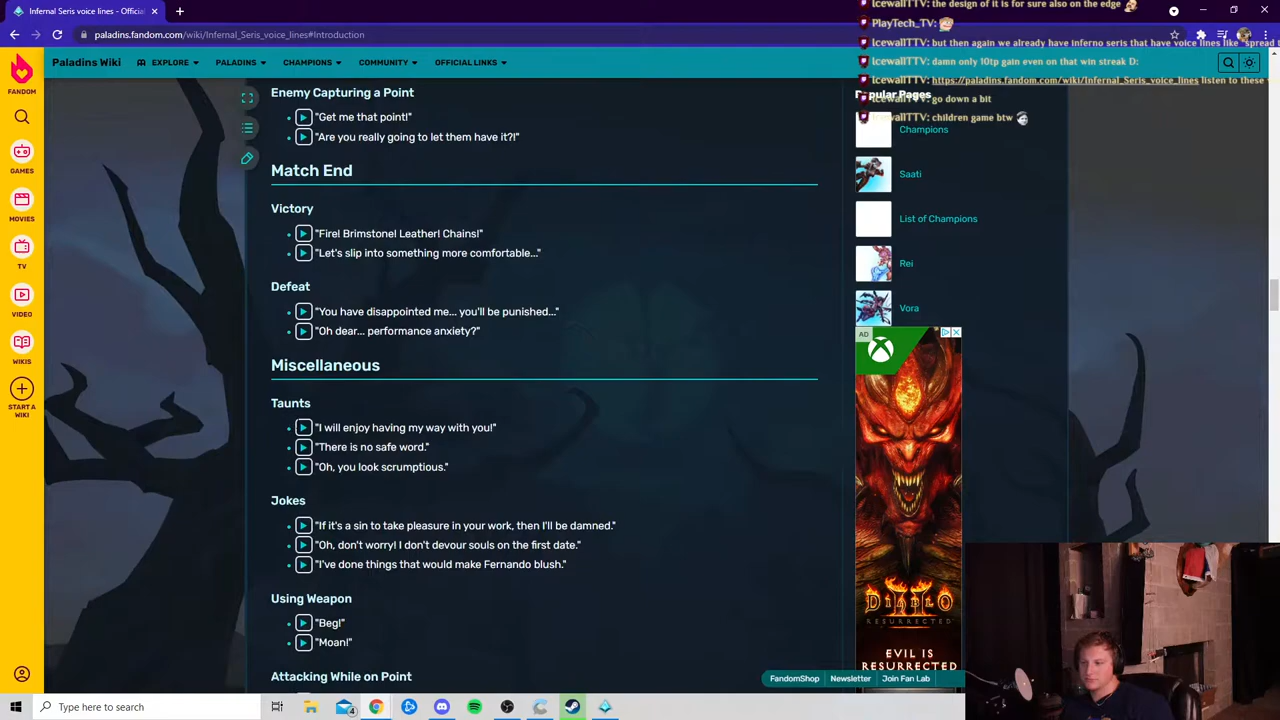 Infernal Seris voice lines - Offici
paladins.fandom.com/wiki/Infernal_Seris_voice_lines#Introduction
IcewallTTV: the design of it is for sure also on the edge
PlayTech_TV:
IcewallTTV: but then again we already have inferno seris that have voice lines like "spread t
IcewallTTV: damn only 10tp gain even on that win streak D:
IcewallTTV: https://paladins.fandom.com/wiki/Infernal_Seris_voice_lines listen to these
IcewallTTV: go down a bit
IcewallTTV: children game btw
Paladins Wiki
EXPLORE
PALADINS
CHAMPIONS
COMMUNITY
OFFICIAL LINKS
FANDOM
GAMES
MOVIES
TV
VIDEO
WIKIS
START A
WIKI
Enemy Capturing a Point
"Get me that point!"
"Are you really going to let them have it?!"
Match End
Victory
"Fire! Brimstone! Leather! Chains!"
"Let's slip into something more comfortable..."
Defeat
"You have disappointed me... you'll be punished..."
"Oh dear... performance anxiety?"
Miscellaneous
Taunts
"I will enjoy having my way with you!"
"There is no safe word."
"Oh, you look scrumptious."
Jokes
"If it's a sin to take pleasure in your work, then I'll be damned."
"Oh, don't worry! I don't devour souls on the first date."
"I've done things that would make Fernando blush."
Using Weapon
"Beg!"
"Moan!"
Attacking While on Point
Popular Pages
Champions
Saati
List of Champions
Rei
Vora
AD
DIABLO
II
RESURRECTED
EVIL IS
RESURRECTED
FandomShop
Newsletter
Join Fan Lab
Type here to search
4